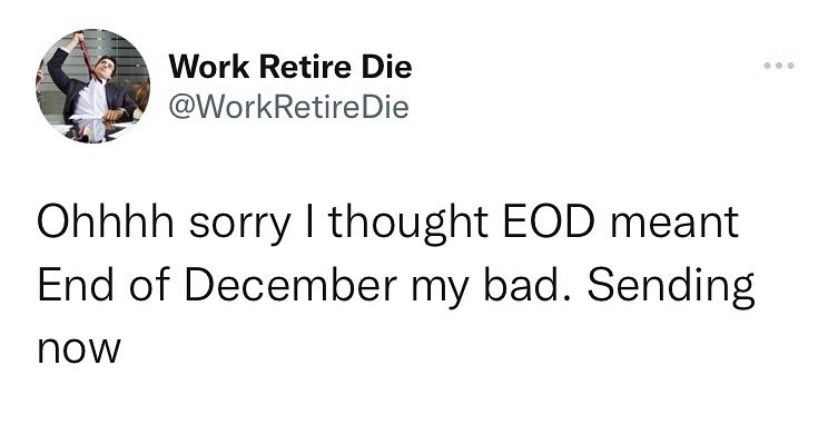 Work Retire Die
@WorkRetireDie
Ohhhh sorry I thought EOD meant
End of December my bad. Sending
now